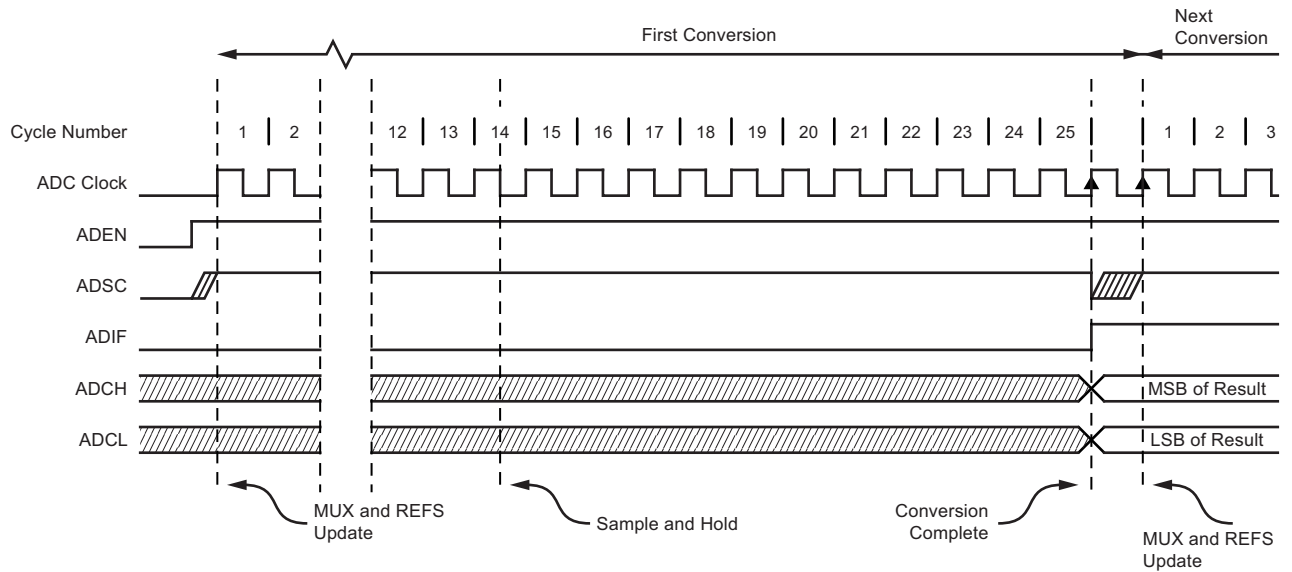 Next
First Conversion
Conversion
Cycle Number 1 2 12 13 14 15 16 17 18 19 20 21 22 23 24 25 1 2 3
ADC Clock
ADEN
ADSC
ADIF
ADCH
MSB of Result
ADCL
LSB of Result
MUX and REFS
Update
Sample and Hold
Conversion
Complete
MUX and REFS
Update